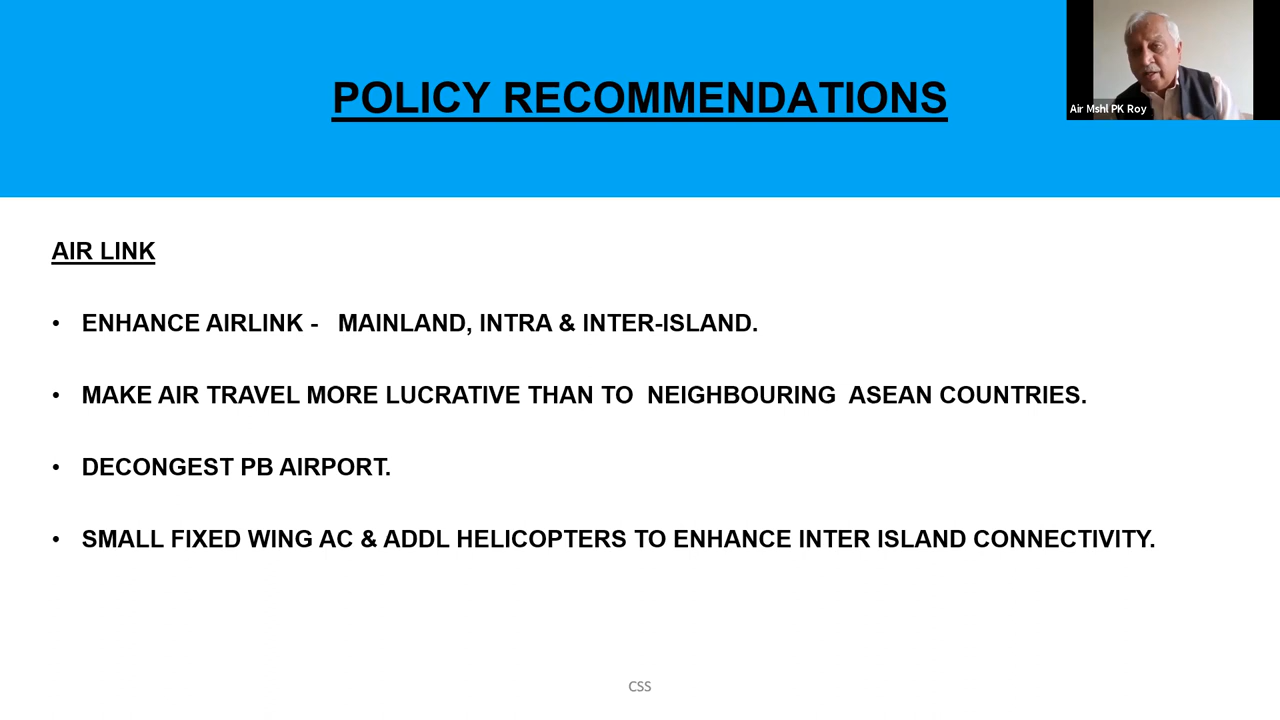 POLICY RECOMMENDATIONS
Air Mshl PK Roy
AIR LINK
• ENHANCE AIRLINK - MAINLAND, INTRA & INTER-ISLAND.
• MAKE AIR TRAVEL MORE LUCRATIVE THAN TO NEIGHBOURING ASEAN COUNTRIES.
• DECONGEST PB AIRPORT.
• SMALL FIXED WING AC & ADDL HELICOPTERS TO ENHANCE INTER ISLAND CONNECTIVITY.
CSS